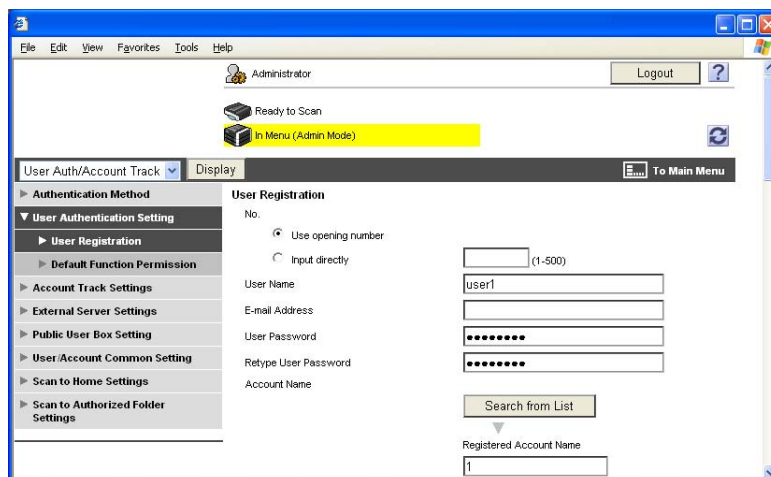 File Edit View Favorites Tools Help
Administrator
Logout
?
Ready to Scan
In Menu (Admin Mode)
User Auth/Account Track
Display
To Main Menu
Authentication Method
User Authentication Setting
User Registration
Default Function Permission
Account Track Settings
External Server Settings
Public User Box Setting
User/Account Common Setting
Scan to Home Settings
Scan to Authorized Folder
Settings
User Registration
No.
Use opening number
Input directly
(1-500)
User Name
user1
E-mail Address
User Password
●●●●●●●●
Retype User Password
●●●●●●●●
Account Name
Search from List
Registered Account Name
1